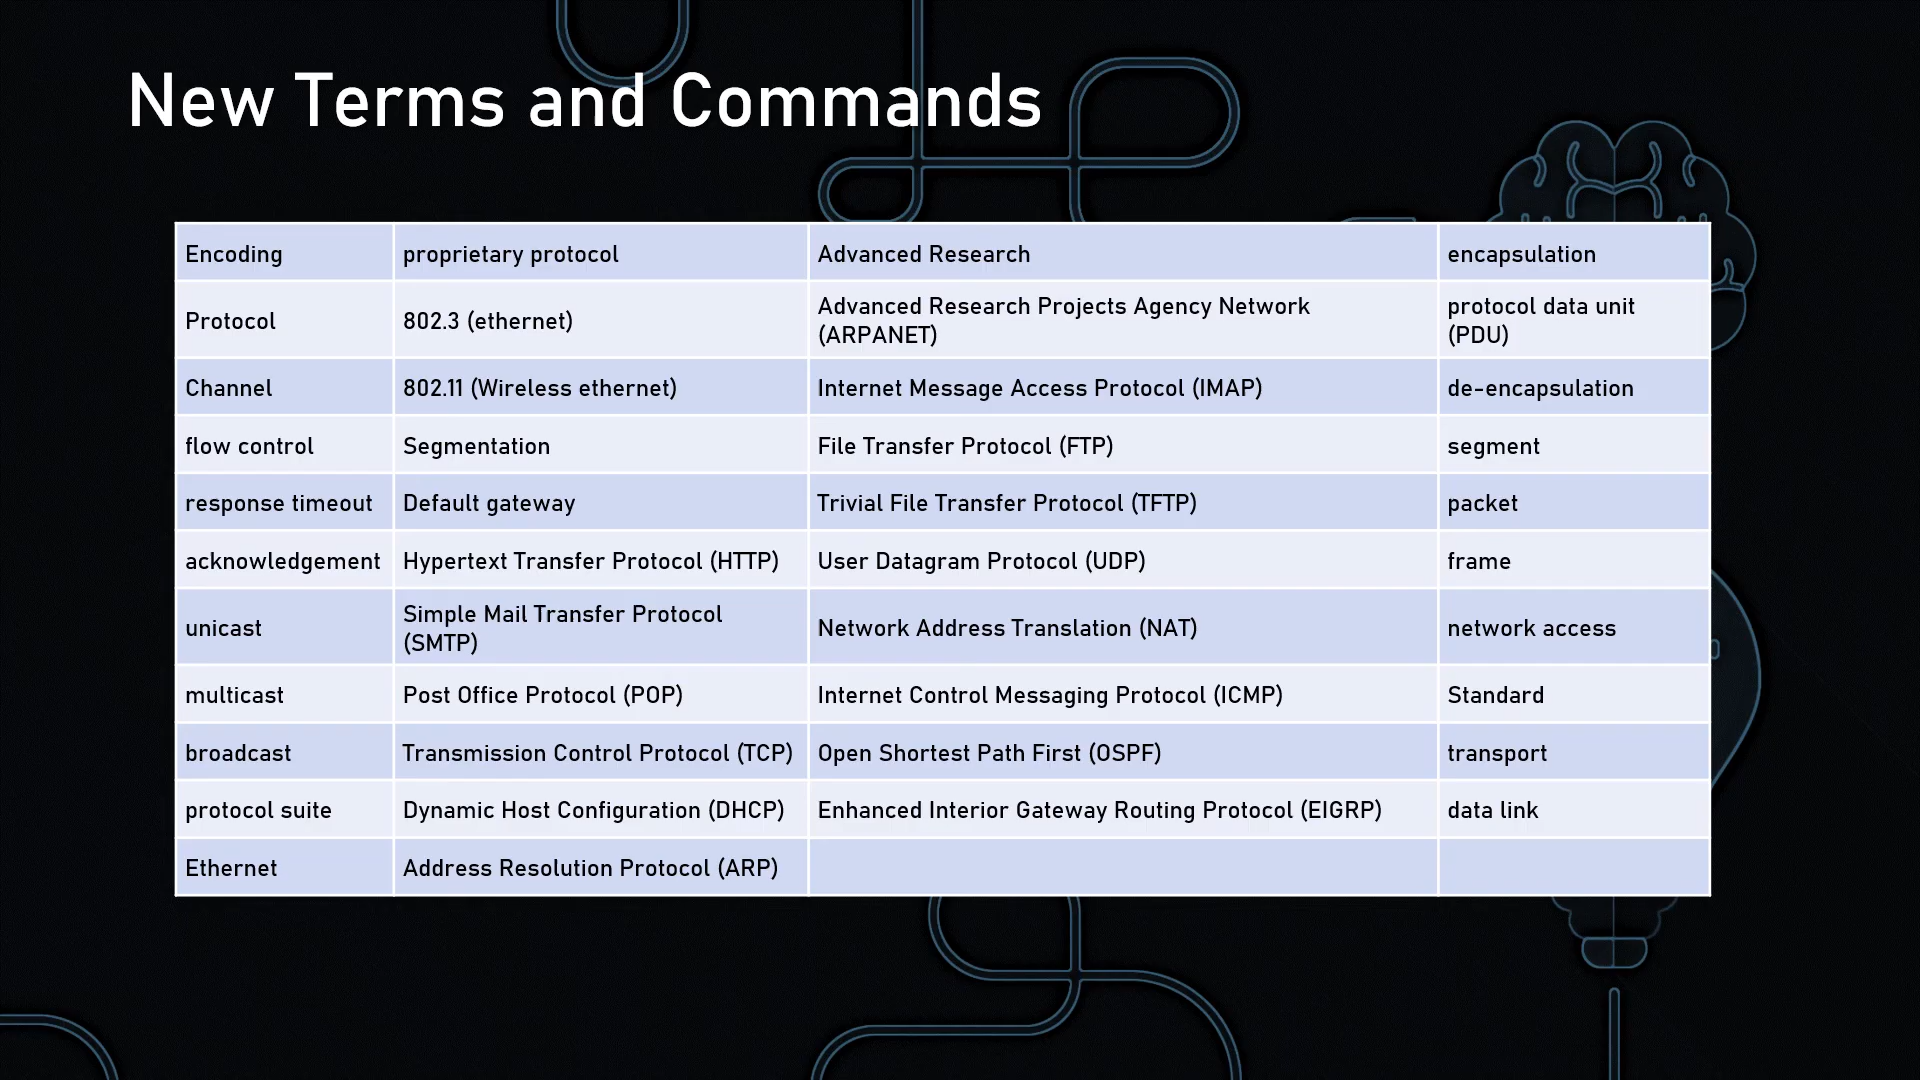 New Terms and Commands
Encoding
proprietary protocol
Advanced Research
encapsulation
Protocol
802.3 (ethernet)
Advanced Research Projects Agency Network
(ARPANET)
protocol data unit
(PDU)
Channel
802.11 (Wireless ethernet)
Internet Message Access Protocol (IMAP)
de-encapsulation
flow control
Segmentation
File Transfer Protocol (FTP)
segment
response timeout
Default gateway
Trivial File Transfer Protocol (TFTP)
packet
acknowledgement
Hypertext Transfer Protocol (HTTP)
User Datagram Protocol (UDP)
frame
unicast
Simple Mail Transfer Protocol
(SMTP)
Network Address Translation (NAT)
network access
multicast
Post Office Protocol (POP)
Internet Control Messaging Protocol (ICMP)
Standard
broadcast
Transmission Control Protocol (TCP)
Open Shortest Path First (OSPF)
transport
protocol suite
Dynamic Host Configuration (DHCP)
Enhanced Interior Gateway Routing Protocol (EIGRP)
data link
Ethernet
Address Resolution Protocol (ARP)